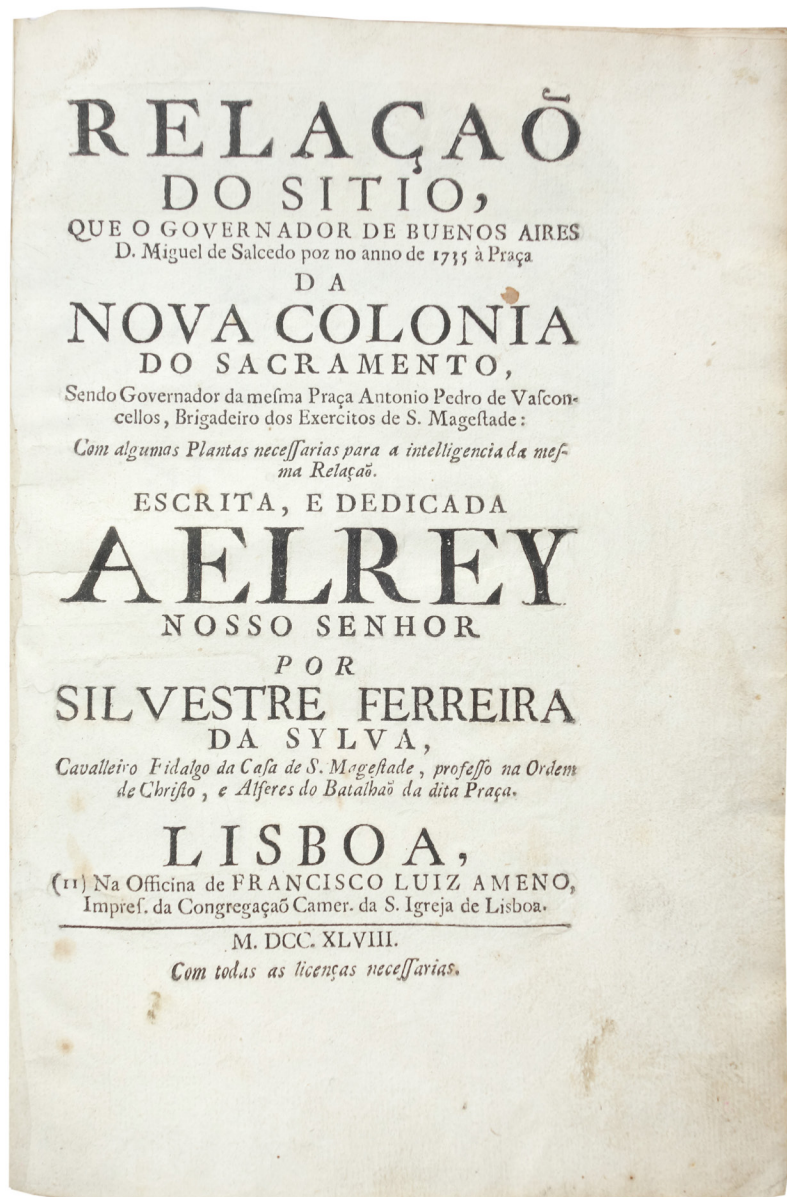 RELAÇAÕ
DO SITIO,
QUE O GOVERNADOR DE BUENOS AIRES
D. Miguel de Salcedo poz no anno de 1735 à Praça
DA
NOVA COLONIA
DO SACRAMENTO,
Sendo Governador da meſma Praça Antonio Pedro de Vaſcon-
cellos, Brigadeiro dos Exercitos de S. Mageſtade:
Com algumas Plantas neceſſarias para a intelligencia da meſ-
ma Relaçaõ.
ESCRITA, E DEDICADA
AELREY
NOSSO SENHOR
POR
SILVESTRE FERREIRA
DA SYLVA,
Cavalleiro Fidalgo da Caſa de S. Mageſtade, profeſſo na Ordem
de Chriſto, e Alferes do Batalhaõ da dita Praça.
LISBOA,
(11) Na Officina de FRANCISCO LUIZ AMENO,
Impreſ. da Congregaçaõ Camer. da S. Igreja de Lisboa.
M. DCC. XLVIII.
Com todas as licenças neceſſarias.